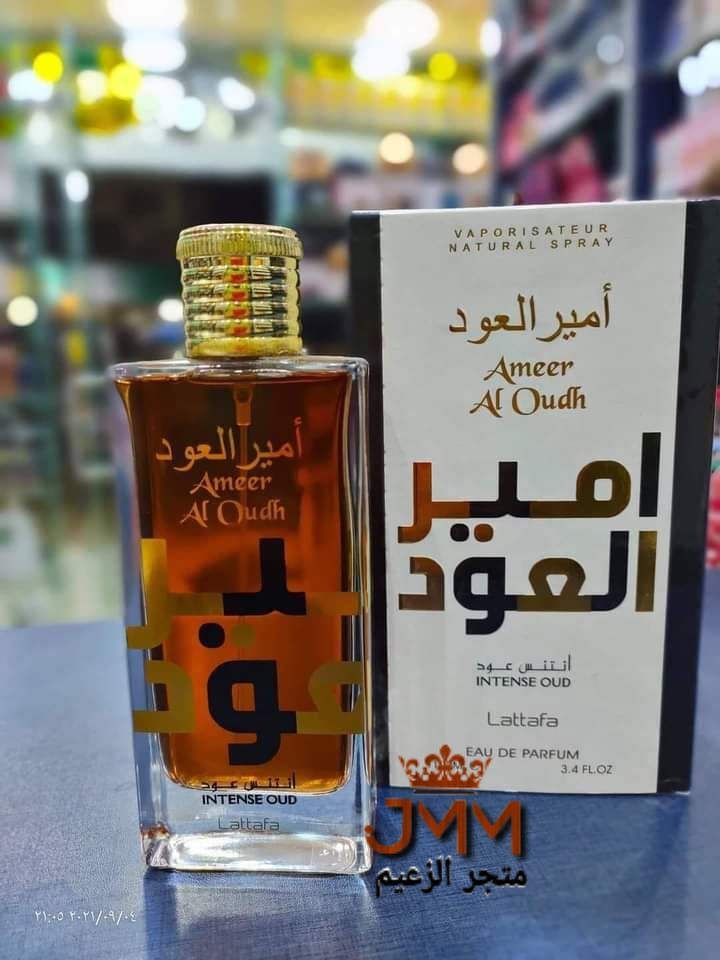 VAPORISATEUR
NATURAL SPRAY
أمير العود
Ameer
Al Oudh
امير
العود
أنتنس عود
INTENSE OUD
Lattafa
EAU DE PARFUM
3.4 FL.OZ
أمير العود
Ameer
Al Oudh
أنتنس عود
INTENSE OUD
Lattafa
JMM
متجر الزعيم
٢١:٠٥ ٢٠٢١/٠٩/٠٤